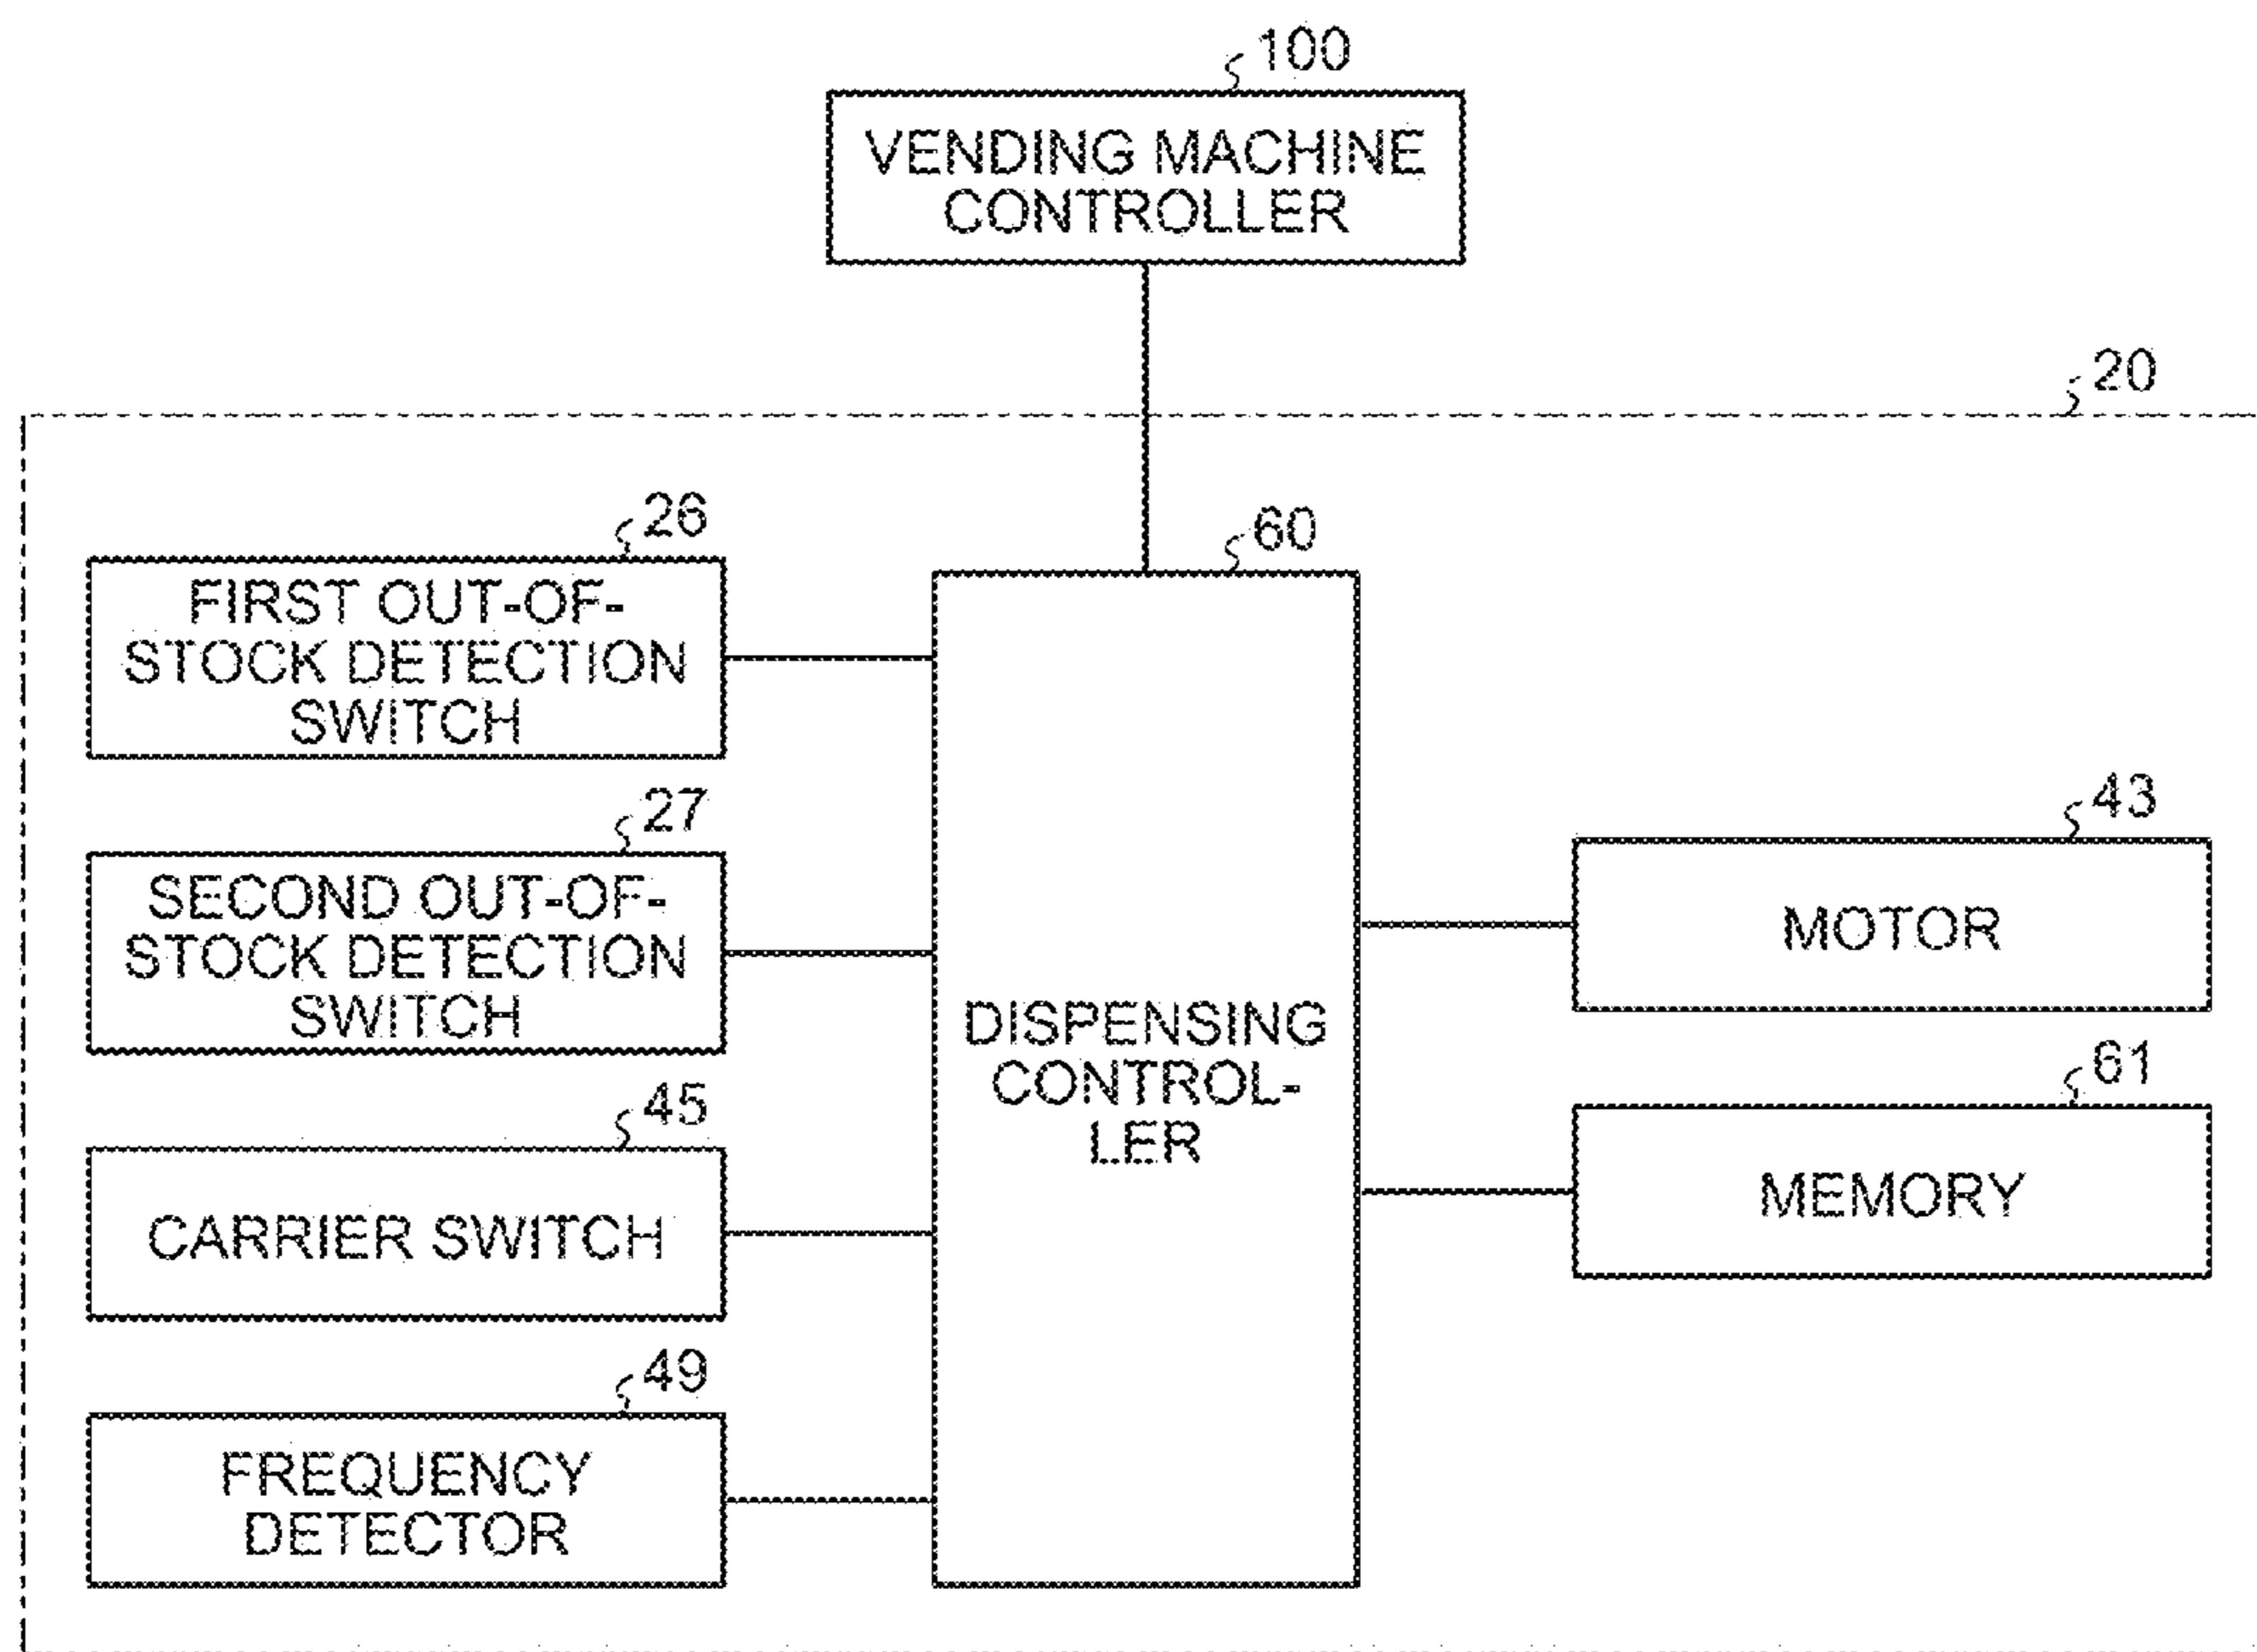 100
VENDING MACHINE
CONTROLLER
20
26
FIRST OUT-OF-
STOCK DETECTION
SWITCH
27
SECOND OUT-OF-
STOCK DETECTION
SWITCH
45
CARRIER SWITCH
49
FREQUENCY
DETECTOR
60
DISPENSING
CONTROL-
LER
43
MOTOR
61
MEMORY